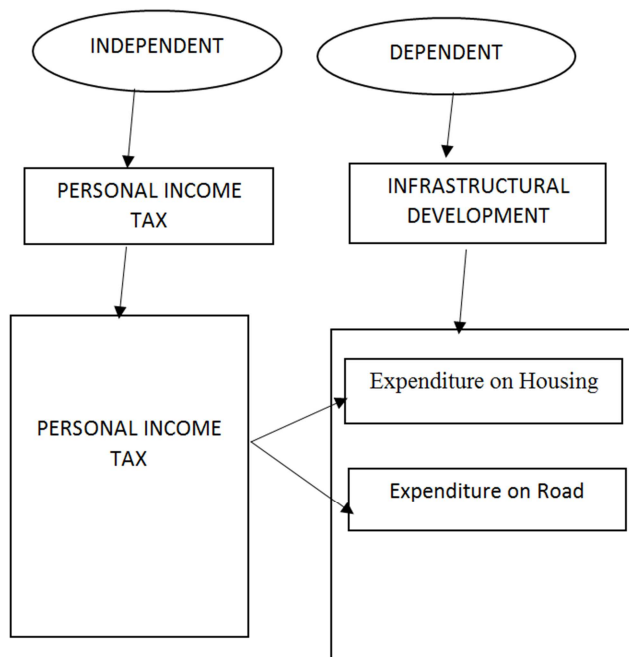 INDEPENDENT
DEPENDENT
PERSONAL INCOME
TAX
INFRASTRUCTURAL
DEVELOPMENT
PERSONAL INCOME
TAX
Expenditure on Housing
Expenditure on Road